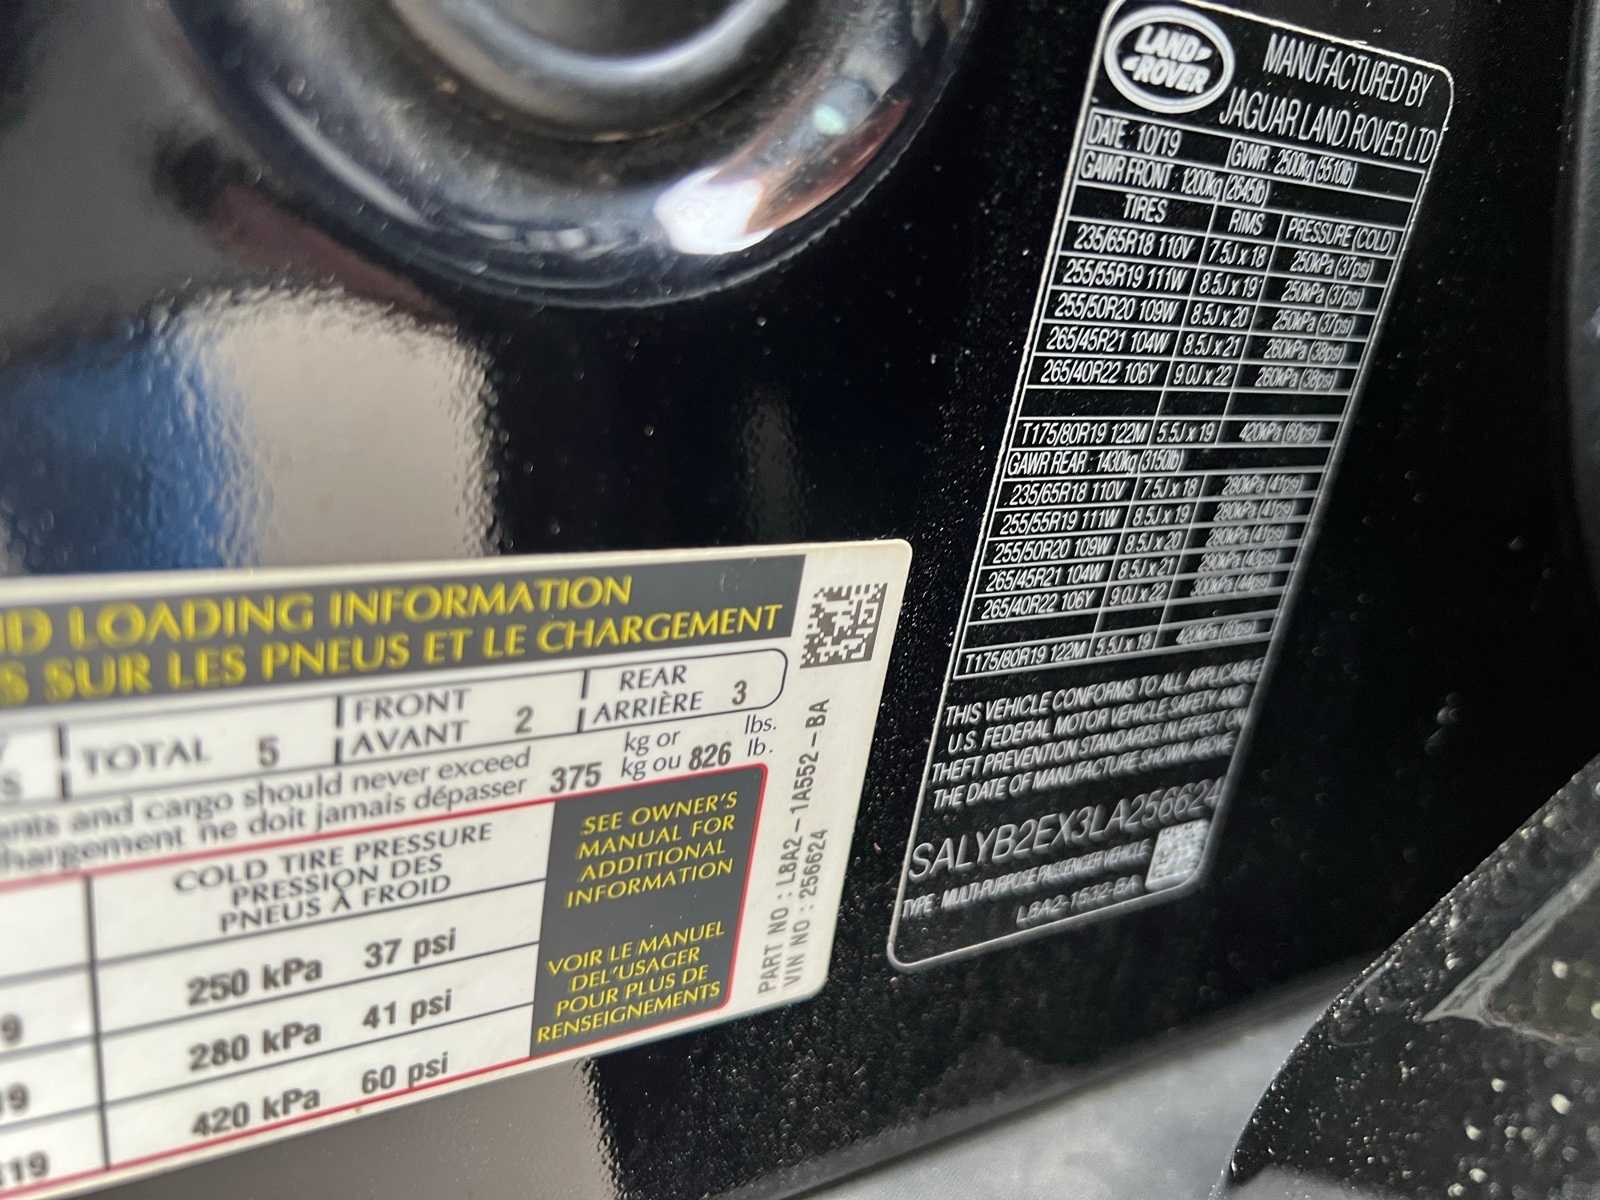 LAND
ROVER
MANUFACTURED BY
JAGUAR LAND ROVER LTD
DATE : 10/19 GVWR : 2500kg (5510lb)
GAWR FRONT : 1200kg (2645lb)
TIRES RIMS PRESSURE (COLD)
235/65R18 110V 7.5J x 18 250kPa (37psi)
255/55R19 111W 8.5J x 19 250kPa (37psi)
255/50R20 109W 8.5J x 20 250kPa (37psi)
265/45R21 104W 8.5J x 21 260kPa (38psi)
265/40R22 106Y 9.0J x 22 260kPa (38psi)
T175/80R19 122M 5.5J x 19 420kPa (60psi)
GAWR REAR : 1430kg (3150lb)
235/65R18 110V 7.5J x 18 280kPa (41psi)
255/55R19 111W 8.5J x 19 280kPa (41psi)
255/50R20 109W 8.5J x 20 280kPa (41psi)
265/45R21 104W 8.5J x 21
265/40R22 106Y 9.0J x 22 300kPa (44psi)
T175/80R19 122M 5.5J x 19 420kPa (60psi)
THIS VEHICLE CONFORMS TO ALL APPLICABLE
U.S. FEDERAL MOTOR VEHICLE SAFETY AND
THEFT PREVENTION STANDARDS IN EFFECT ON
THE DATE OF MANUFACTURE SHOWN ABOVE
SALYB2EX3LA256624
TYPE : MULTI-PURPOSE PASSENGER VEHICLE
L8A2-1532-BA
LOADING INFORMATION
SUR LES PNEUS ET LE CHARGEMENT
TOTAL 5 FRONT AVANT 2 REAR ARRIÈRE 3
and cargo should never exceed 375 kg or 826 lbs.
ne doit jamais dépasser kg ou lb.
COLD TIRE PRESSURE
PRESSION DES
PNEUS À FROID
250 kPa 37 psi
280 kPa 41 psi
420 kPa 60 psi
SEE OWNER'S
MANUAL FOR
ADDITIONAL
INFORMATION
VOIR LE MANUEL
DEL'USAGER
POUR PLUS DE
RENSEIGNEMENTS
PART NO : L8A2-1A552-BA
VIN NO : 256624